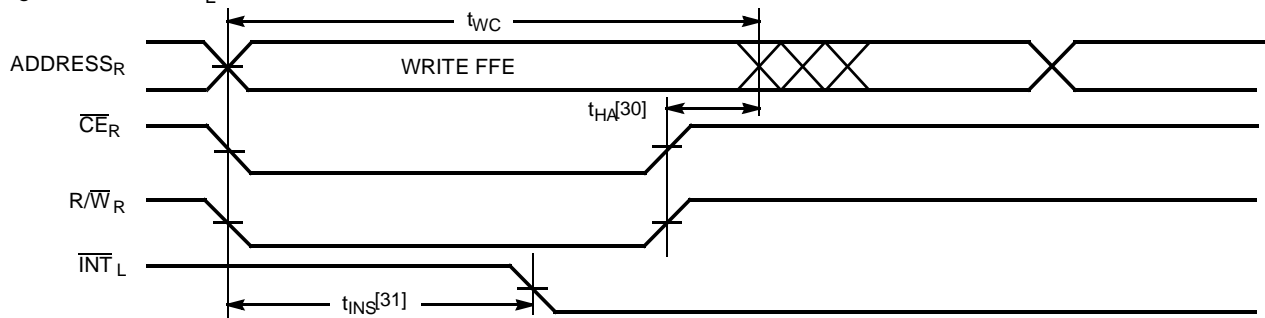 L
tWC
ADDRESSR
WRITE FFE
tHA[30]
CER
R/WR
INTL
tINS[31]